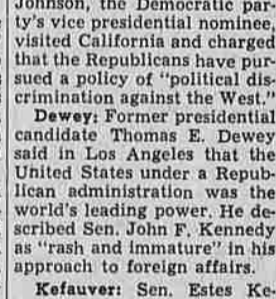 Johnson, the Democratic par-
ty's vice presidential nominee,
visited California and charged
that the Republicans have pur-
sued a policy of "political dis-
crimination against the West."
Dewey: Former presidential
candidate Thomas E. Dewey
said in Los Angeles that the
United States under a Repub-
lican administration was the
world's leading power. He de-
scribed Sen. John F. Kennedy
as "rash and immature" in his
approach to foreign affairs.
Kefauver: Sen. Estes Ke-